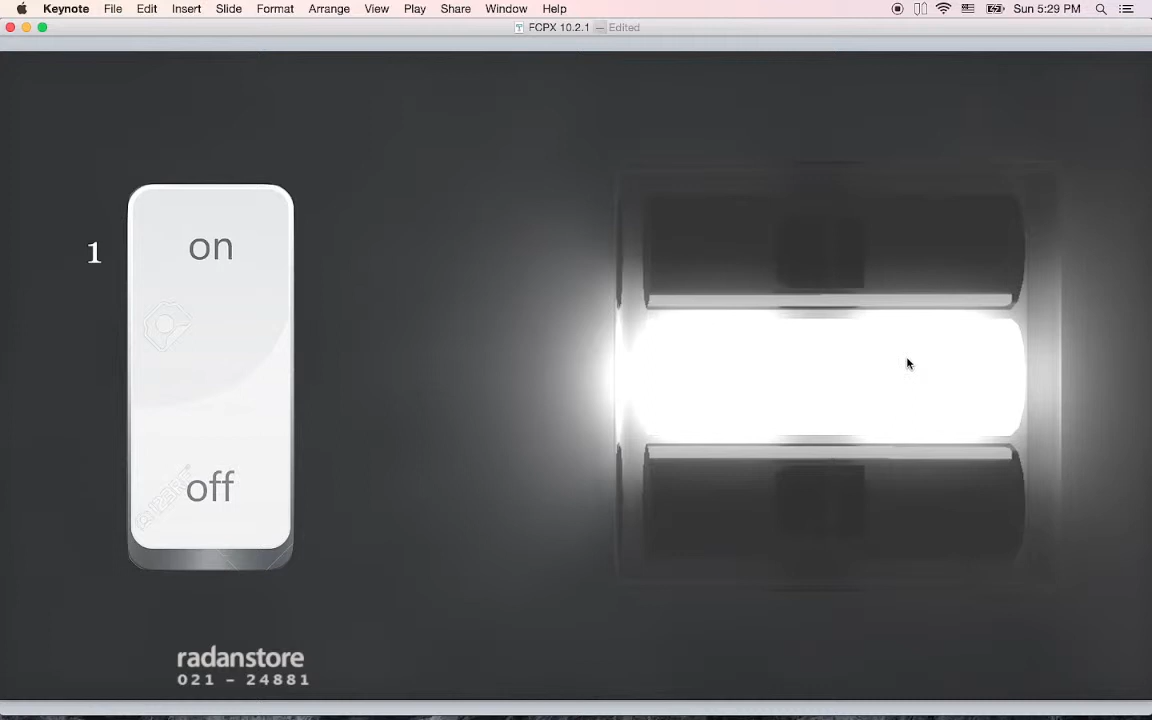 Keynote File Edit Insert Slide Format Arrange View Play Share Window Help Sun 5:29 PM
FCPX 10.2.1 — Edited
1
on
off
123RF
radanstore
021 - 24881